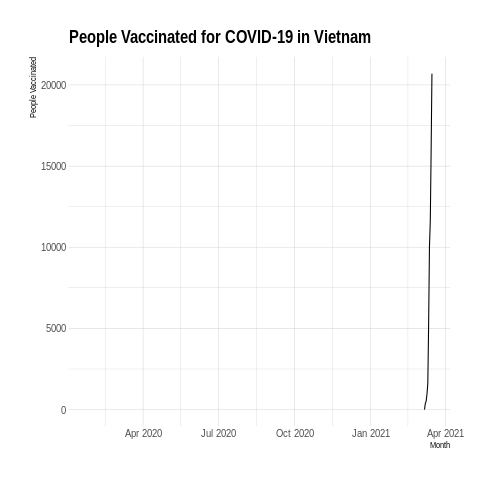 People Vaccinated for COVID-19 in Vietnam
People Vaccinated
20000
15000
10000
5000
0
Apr 2020 Jul 2020 Oct 2020 Jan 2021 Apr 2021
Month